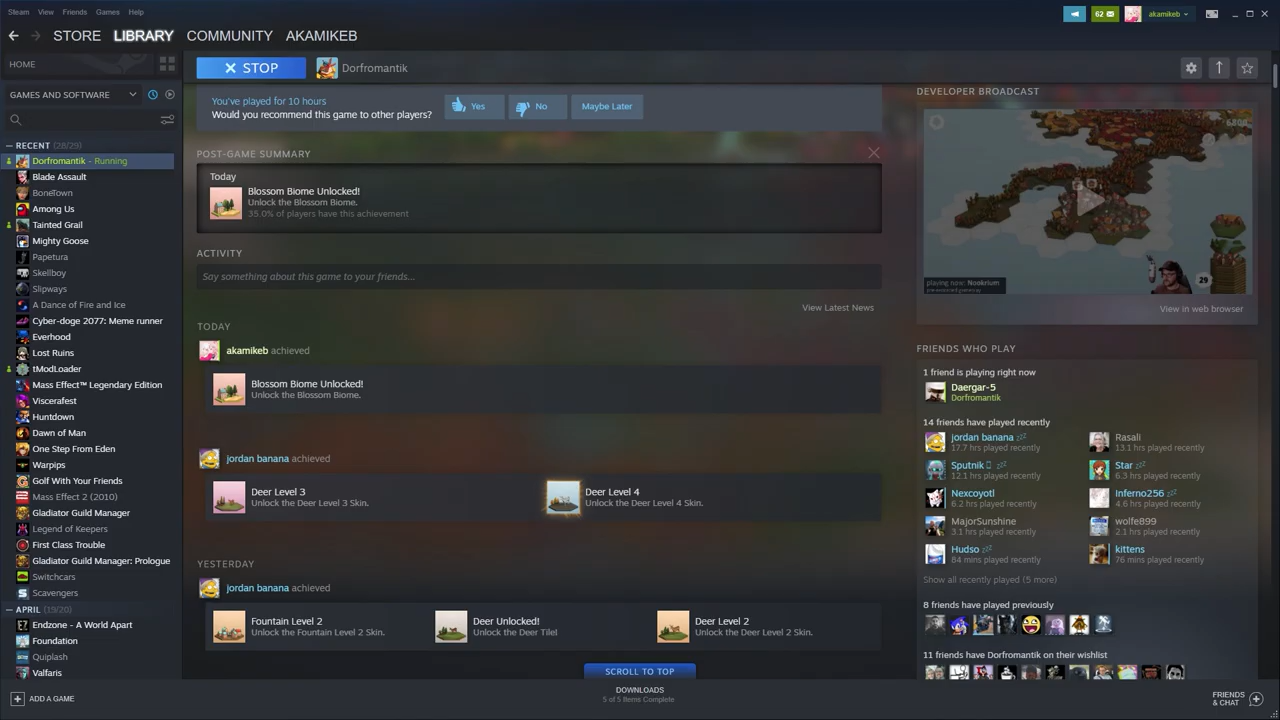 Steam View Friends Games Help
62 akamikeb
STORE LIBRARY COMMUNITY AKAMIKEB
HOME
GAMES AND SOFTWARE
RECENT (28/29)
Dorfromantik - Running
Blade Assault
BoneTown
Among Us
Tainted Grail
Mighty Goose
Papetura
Skellboy
Slipways
A Dance of Fire and Ice
Cyber-doge 2077: Meme runner
Everhood
Lost Ruins
tModLoader
Mass Effect™ Legendary Edition
Viscerafest
Huntdown
Dawn of Man
One Step From Eden
Warpips
Golf With Your Friends
Mass Effect 2 (2010)
Gladiator Guild Manager
Legend of Keepers
First Class Trouble
Gladiator Guild Manager: Prologue
Switchcars
Scavengers
APRIL (19/20)
Endzone - A World Apart
Foundation
Quiplash
Valfaris
ADD A GAME
STOP Dorfromantik
You've played for 10 hours
Would you recommend this game to other players?
Yes No Maybe Later
POST-GAME SUMMARY
Today
Blossom Biome Unlocked!
Unlock the Blossom Biome.
35.0% of players have this achievement
ACTIVITY
Say something about this game to your friends...
View Latest News
TODAY
akamikeb achieved
Blossom Biome Unlocked!
Unlock the Blossom Biome.
jordan banana achieved
Deer Level 3
Unlock the Deer Level 3 Skin.
Deer Level 4
Unlock the Deer Level 4 Skin.
YESTERDAY
jordan banana achieved
Fountain Level 2
Unlock the Fountain Level 2 Skin.
Deer Unlocked!
Unlock the Deer Tile!
Deer Level 2
Unlock the Deer Level 2 Skin.
SCROLL TO TOP
DOWNLOADS
5 of 5 Items Complete
DEVELOPER BROADCAST
6800
playing now: Nookrium
29
View in web browser
FRIENDS WHO PLAY
1 friend is playing right now
Daergar-5
Dorfromantik
14 friends have played recently
jordan banana zzZ
17.7 hrs played recently
Rasali
13.1 hrs played recently
Sputnik zzZ
12.1 hrs played recently
Star zzZ
6.3 hrs played recently
Nexcoyotl
6.2 hrs played recently
Inferno256 zzZ
4.6 hrs played recently
MajorSunshine
3.1 hrs played recently
wolfe899
2.1 hrs played recently
Hudso zzZ
84 mins played recently
kittens
76 mins played recently
Show all recently played (5 more)
8 friends have played previously
11 friends have Dorfromantik on their wishlist
FRIENDS
& CHAT